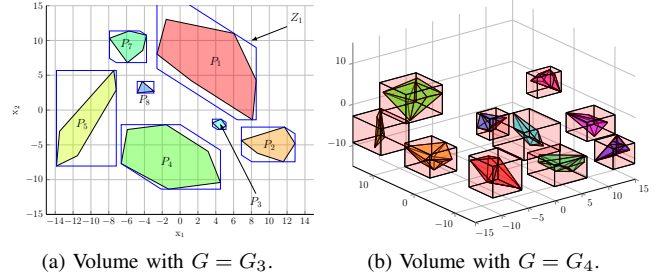 15
10
5
0
−5
−10
−15
x₂
−14 −12 −10 −8 −6 −4 −2 0 2 4 6 8 10 12 14
x₁
Z₁
P₇
P₁
P₈
P₅
P₄
P₂
P₃
10
0
−10
10
5
0
−5
−10
−15
−10
−5
0
5
10
15
(a) Volume with G = G₃.
(b) Volume with G = G₄.